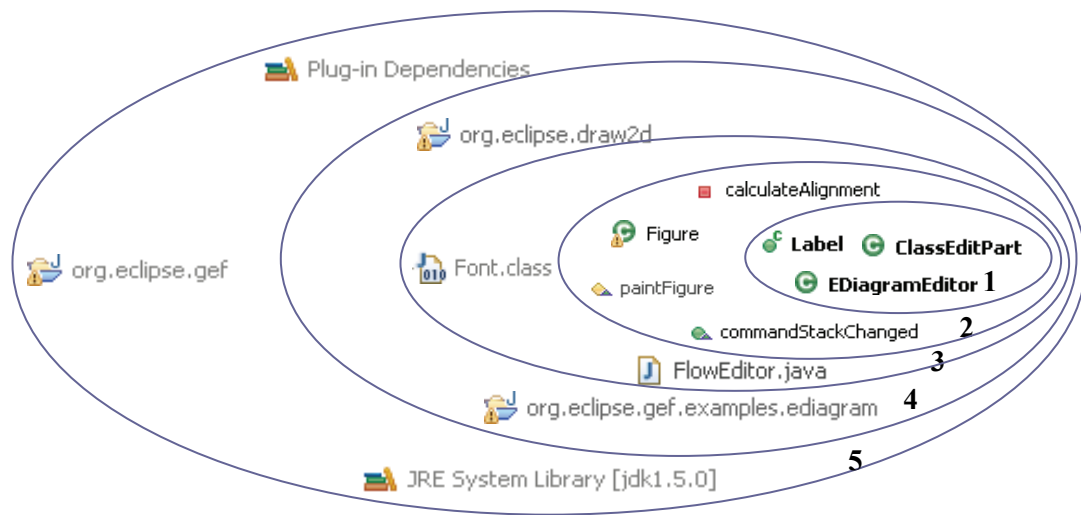 Plug-in Dependencies
org.eclipse.draw2d
calculateAlignment
Figure
Label
ClassEditPart
org.eclipse.gef
Font.class
paintFigure
EDiagramEditor 1
commandStackChanged
2
3
FlowEditor.java
4
org.eclipse.gef.examples.ediagram
5
JRE System Library [jdk1.5.0]